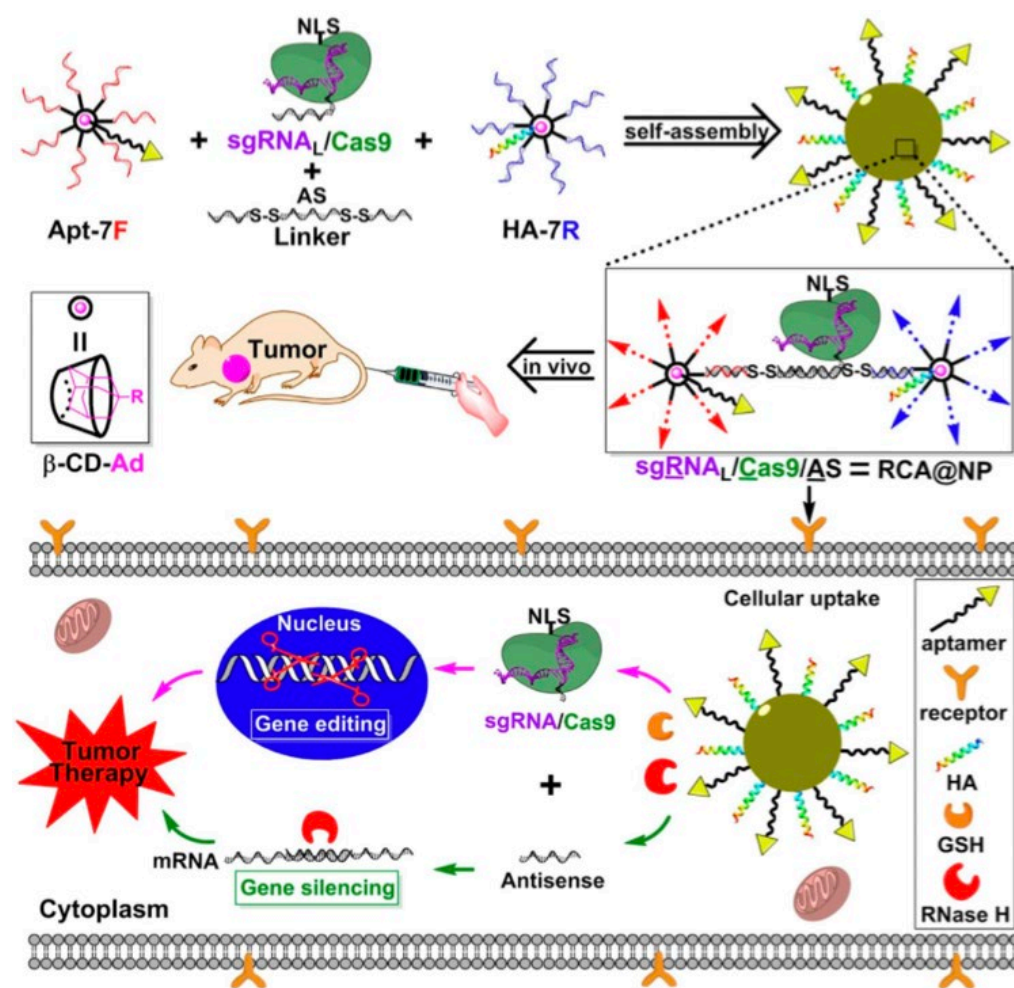 NLS
sgRNAL/Cas9
+
+
+
AS
S-S
S-S
Linker
Apt-7F
HA-7R
self-assembly
NLS
S-S
S-S
Tumor
in vivo
R
β-CD-Ad
sgRNAL/Cas9/AS = RCA@NP
Cellular uptake
Nucleus
Gene editing
NLS
sgRNA/Cas9
Tumor
Therapy
+
mRNA
Gene silencing
Antisense
Cytoplasm
aptamer
receptor
HA
GSH
RNase H